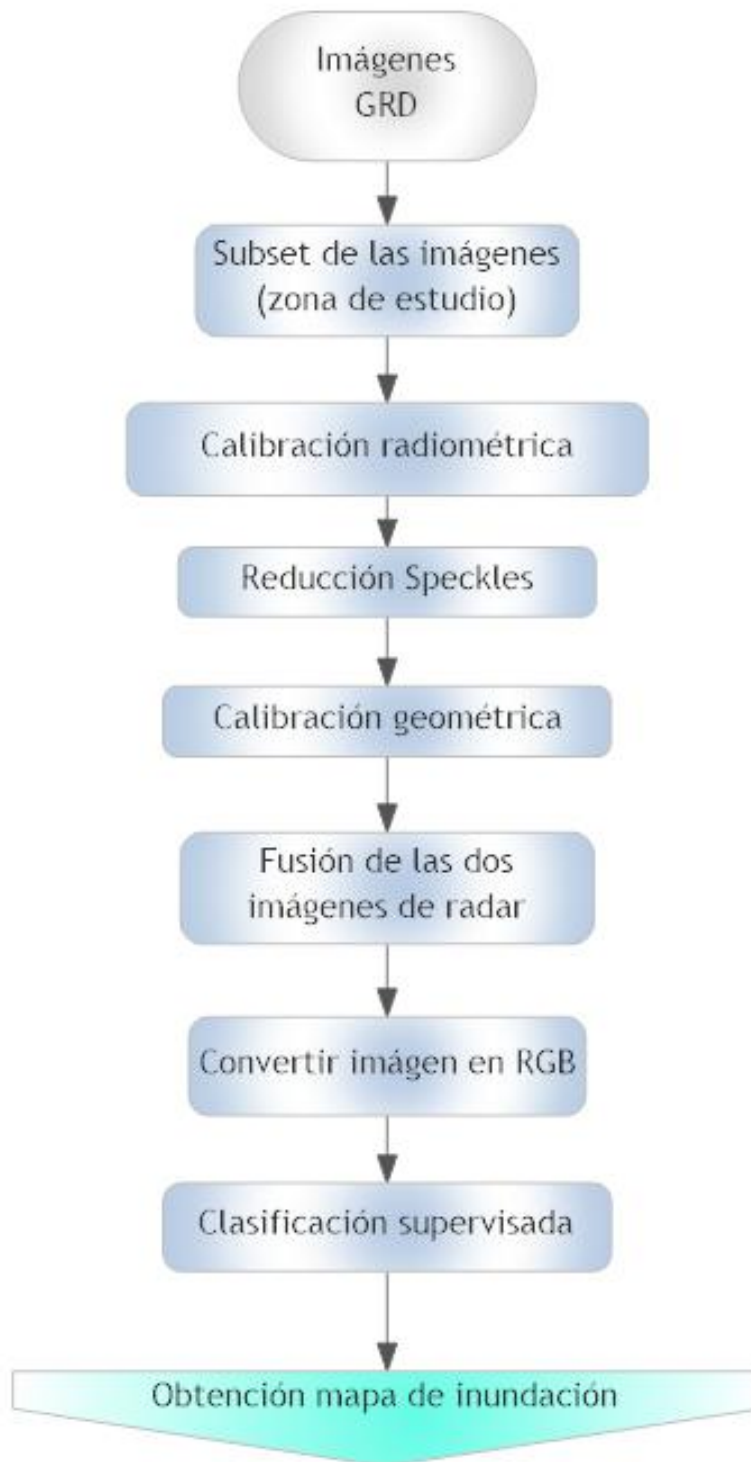 Imágenes
GRD
Subset de las imágenes
(zona de estudio)
Calibración radiométrica
Reducción Speckles
Calibración geométrica
Fusión de las dos
imágenes de radar
Convertir imágen en RGB
Clasificación supervisada
Obtención mapa de inundación